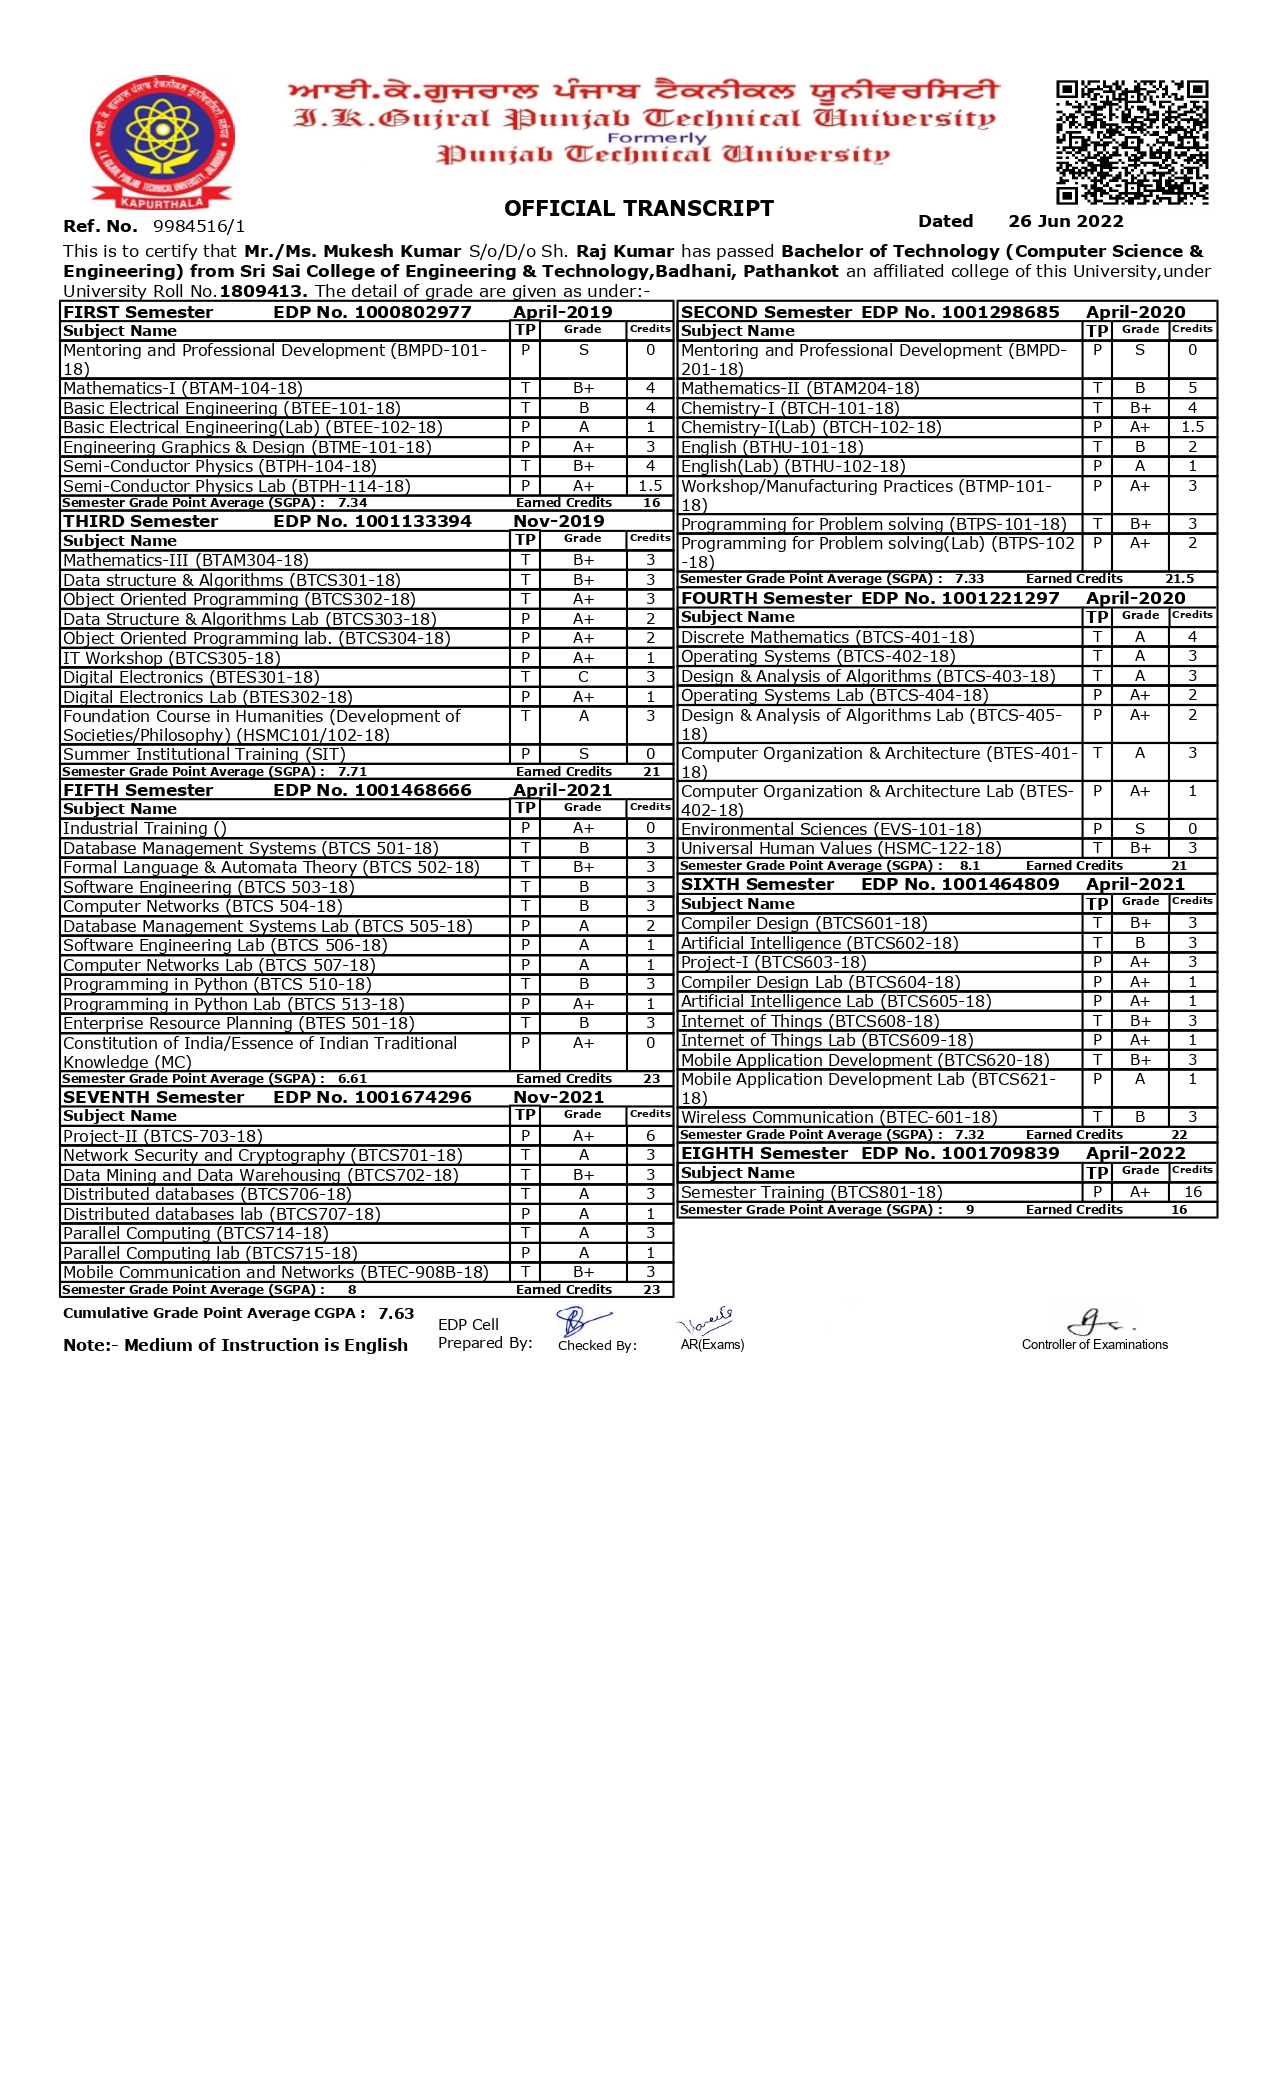 ਆਈ.ਕੇ.ਗੁਜਰਾਲ ਪੰਜਾਬ ਟੈਕਨੀਕਲ ਯੂਨੀਵਰਸਿਟੀ
I.K.Gujral Punjab Technical University
Formerly
Punjab Technical University
KAPURTHALA
OFFICIAL TRANSCRIPT
Ref. No. 9984516/1
Dated 26 Jun 2022
This is to certify that Mr./Ms. Mukesh Kumar S/o/D/o Sh. Raj Kumar has passed Bachelor of Technology (Computer Science &
Engineering) from Sri Sai College of Engineering & Technology,Badhani, Pathankot an affiliated college of this University,under
University Roll No.1809413. The detail of grade are given as under:-
FIRST Semester EDP No. 1000802977 April-2019
Subject Name TP Grade Credits
Mentoring and Professional Development (BMPD-101- P S 0
18)
Mathematics-I (BTAM-104-18) T B+ 4
Basic Electrical Engineering (BTEE-101-18) T B 4
Basic Electrical Engineering(Lab) (BTEE-102-18) P A 1
Engineering Graphics & Design (BTME-101-18) P A+ 3
Semi-Conductor Physics (BTPH-104-18) T B+ 4
Semi-Conductor Physics Lab (BTPH-114-18) P A+ 1.5
Semester Grade Point Average (SGPA) : 7.34 Earned Credits 16
THIRD Semester EDP No. 1001133394 Nov-2019
Subject Name TP Grade Credits
Mathematics-III (BTAM304-18) T B+ 3
Data structure & Algorithms (BTCS301-18) T B+ 3
Object Oriented Programming (BTCS302-18) T A+ 3
Data Structure & Algorithms Lab (BTCS303-18) P A+ 2
Object Oriented Programming lab. (BTCS304-18) P A+ 2
IT Workshop (BTCS305-18) P A+ 1
Digital Electronics (BTES301-18) T C 3
Digital Electronics Lab (BTES302-18) P A+ 1
Foundation Course in Humanities (Development of T A 3
Societies/Philosophy) (HSMC101/102-18)
Summer Institutional Training (SIT) P S 0
Semester Grade Point Average (SGPA) : 7.71 Earned Credits 21
FIFTH Semester EDP No. 1001468666 April-2021
Subject Name TP Grade Credits
Industrial Training () P A+ 0
Database Management Systems (BTCS 501-18) T B 3
Formal Language & Automata Theory (BTCS 502-18) T B+ 3
Software Engineering (BTCS 503-18) T B 3
Computer Networks (BTCS 504-18) T B 3
Database Management Systems Lab (BTCS 505-18) P A 2
Software Engineering Lab (BTCS 506-18) P A 1
Computer Networks Lab (BTCS 507-18) P A 1
Programming in Python (BTCS 510-18) T B 3
Programming in Python Lab (BTCS 513-18) P A+ 1
Enterprise Resource Planning (BTES 501-18) T B 3
Constitution of India/Essence of Indian Traditional P A+ 0
Knowledge (MC)
Semester Grade Point Average (SGPA) : 6.61 Earned Credits 23
SEVENTH Semester EDP No. 1001674296 Nov-2021
Subject Name TP Grade Credits
Project-II (BTCS-703-18) P A+ 6
Network Security and Cryptography (BTCS701-18) T A 3
Data Mining and Data Warehousing (BTCS702-18) T B+ 3
Distributed databases (BTCS706-18) T A 3
Distributed databases lab (BTCS707-18) P A 1
Parallel Computing (BTCS714-18) T A 3
Parallel Computing lab (BTCS715-18) P A 1
Mobile Communication and Networks (BTEC-908B-18) T B+ 3
Semester Grade Point Average (SGPA) : 8 Earned Credits 23
SECOND Semester EDP No. 1001298685 April-2020
Subject Name TP Grade Credits
Mentoring and Professional Development (BMPD- P S 0
201-18)
Mathematics-II (BTAM204-18) T B 5
Chemistry-I (BTCH-101-18) T B+ 4
Chemistry-I(Lab) (BTCH-102-18) P A+ 1.5
English (BTHU-101-18) T B 2
English(Lab) (BTHU-102-18) P A 1
Workshop/Manufacturing Practices (BTMP-101- P A+ 3
18)
Programming for Problem solving (BTPS-101-18) T B+ 3
Programming for Problem solving(Lab) (BTPS-102 P A+ 2
-18)
Semester Grade Point Average (SGPA) : 7.33 Earned Credits 21.5
FOURTH Semester EDP No. 1001221297 April-2020
Subject Name TP Grade Credits
Discrete Mathematics (BTCS-401-18) T A 4
Operating Systems (BTCS-402-18) T A 3
Design & Analysis of Algorithms (BTCS-403-18) T A 3
Operating Systems Lab (BTCS-404-18) P A+ 2
Design & Analysis of Algorithms Lab (BTCS-405- P A+ 2
18)
Computer Organization & Architecture (BTES-401- T A 3
18)
Computer Organization & Architecture Lab (BTES- P A+ 1
402-18)
Environmental Sciences (EVS-101-18) P S 0
Universal Human Values (HSMC-122-18) T B+ 3
Semester Grade Point Average (SGPA) : 8.1 Earned Credits 21
SIXTH Semester EDP No. 1001464809 April-2021
Subject Name TP Grade Credits
Compiler Design (BTCS601-18) T B+ 3
Artificial Intelligence (BTCS602-18) T B 3
Project-I (BTCS603-18) P A+ 3
Compiler Design Lab (BTCS604-18) P A+ 1
Artificial Intelligence Lab (BTCS605-18) P A+ 1
Internet of Things (BTCS608-18) T B+ 3
Internet of Things Lab (BTCS609-18) P A+ 1
Mobile Application Development (BTCS620-18) T B+ 3
Mobile Application Development Lab (BTCS621- P A 1
18)
Wireless Communication (BTEC-601-18) T B 3
Semester Grade Point Average (SGPA) : 7.32 Earned Credits 22
EIGHTH Semester EDP No. 1001709839 April-2022
Subject Name TP Grade Credits
Semester Training (BTCS801-18) P A+ 16
Semester Grade Point Average (SGPA) : 9 Earned Credits 16
Cumulative Grade Point Average CGPA : 7.63
Note:- Medium of Instruction is English
EDP Cell
Prepared By:
Checked By:
AR(Exams)
Controller of Examinations